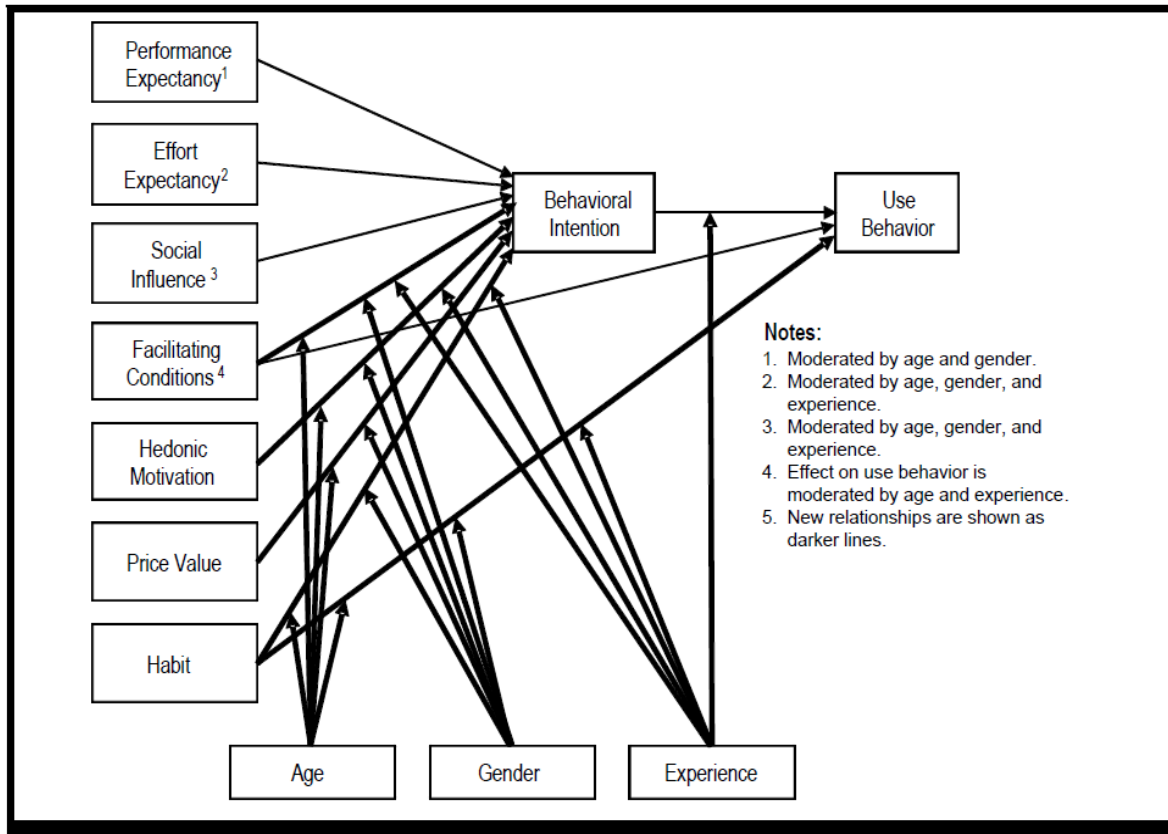 Performance
Expectancy1
Effort
Expectancy2
Social
Influence 3
Facilitating
Conditions 4
Hedonic
Motivation
Price Value
Habit
Behavioral
Intention
Use
Behavior
Notes:
1. Moderated by age and gender.
2. Moderated by age, gender, and
experience.
3. Moderated by age, gender, and
experience.
4. Effect on use behavior is
moderated by age and experience.
5. New relationships are shown as
darker lines.
Age
Gender
Experience